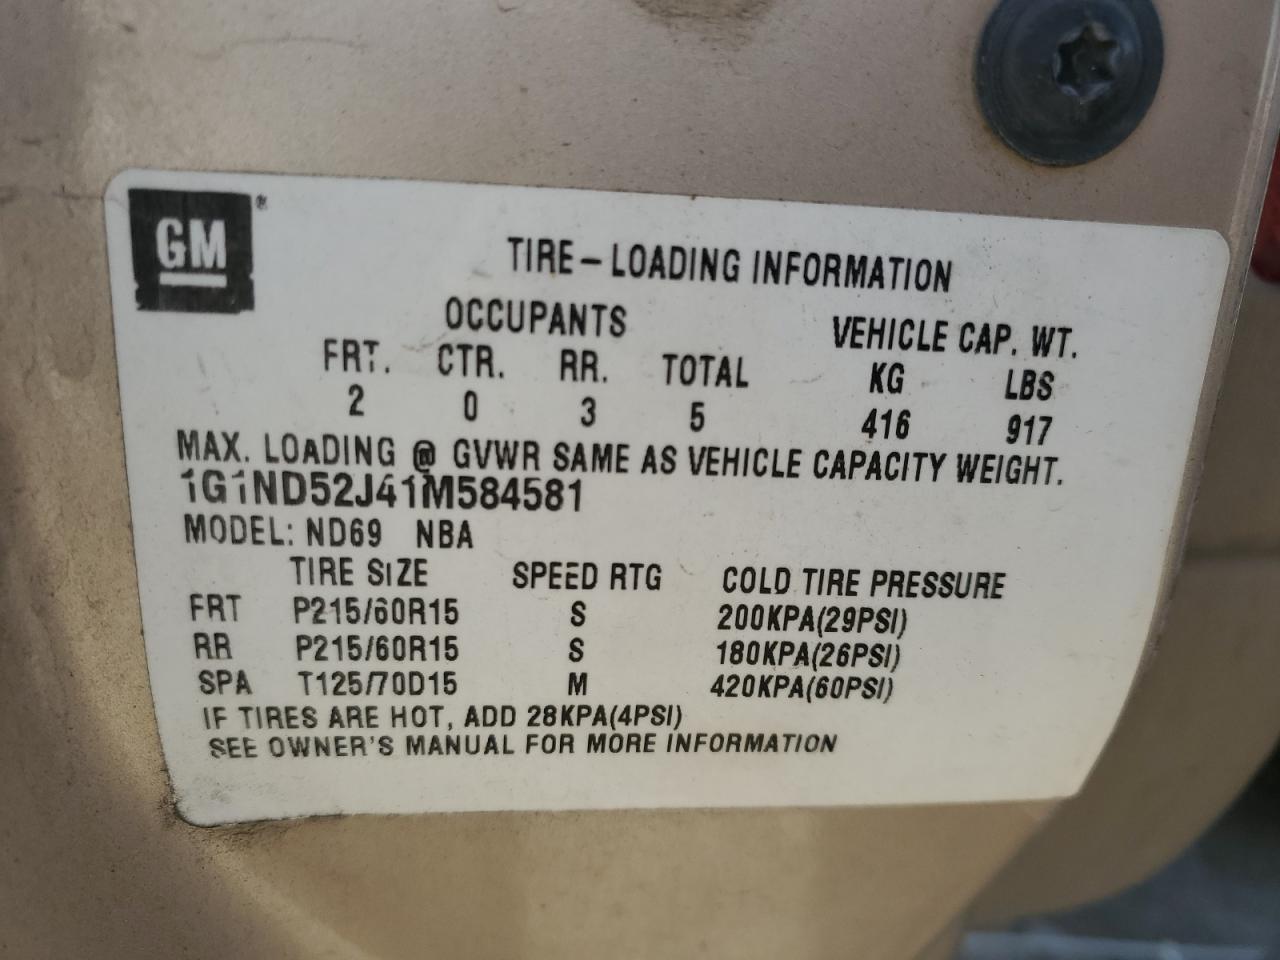 GM®
TIRE-LOADING INFORMATION
OCCUPANTS VEHICLE CAP. WT.
FRT. CTR. RR. TOTAL KG LBS
2 0 3 5 416 917
MAX. LOADING @ GVWR SAME AS VEHICLE CAPACITY WEIGHT.
1G1ND52J41M584581
MODEL: ND69 NBA
TIRE SIZE SPEED RTG COLD TIRE PRESSURE
FRT P215/60R15 S 200KPA(29PSI)
RR P215/60R15 S 180KPA(26PSI)
SPA T125/70D15 M 420KPA(60PSI)
IF TIRES ARE HOT, ADD 28KPA(4PSI)
SEE OWNER'S MANUAL FOR MORE INFORMATION